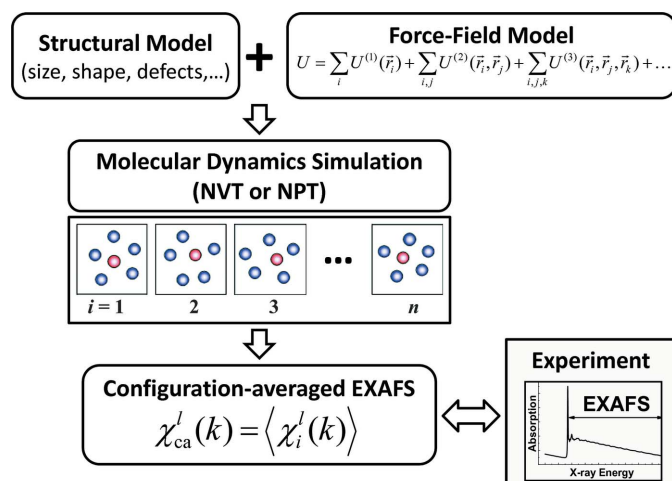 Structural Model
(size, shape, defects,...)
+
Force-Field Model
U = ∑_i U^(1)(r⃗_i) + ∑_{i,j} U^(2)(r⃗_i, r⃗_j) + ∑_{i,j,k} U^(3)(r⃗_i, r⃗_j, r⃗_k) + ...
Molecular Dynamics Simulation
(NVT or NPT)
...
i = 1 2 3 n
Configuration-averaged EXAFS
χ^l_ca(k) = ⟨χ^l_i(k)⟩
Experiment
EXAFS
Absorption
X-ray Energy